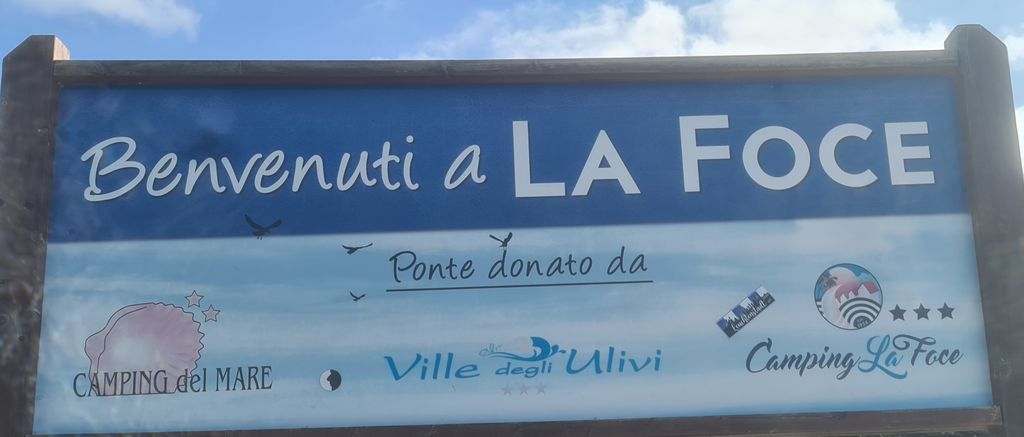 Benvenuti a LA FOCE
Ponte donato da
CAMPING del MARE
Ville degli Ulivi
Camping La Foce